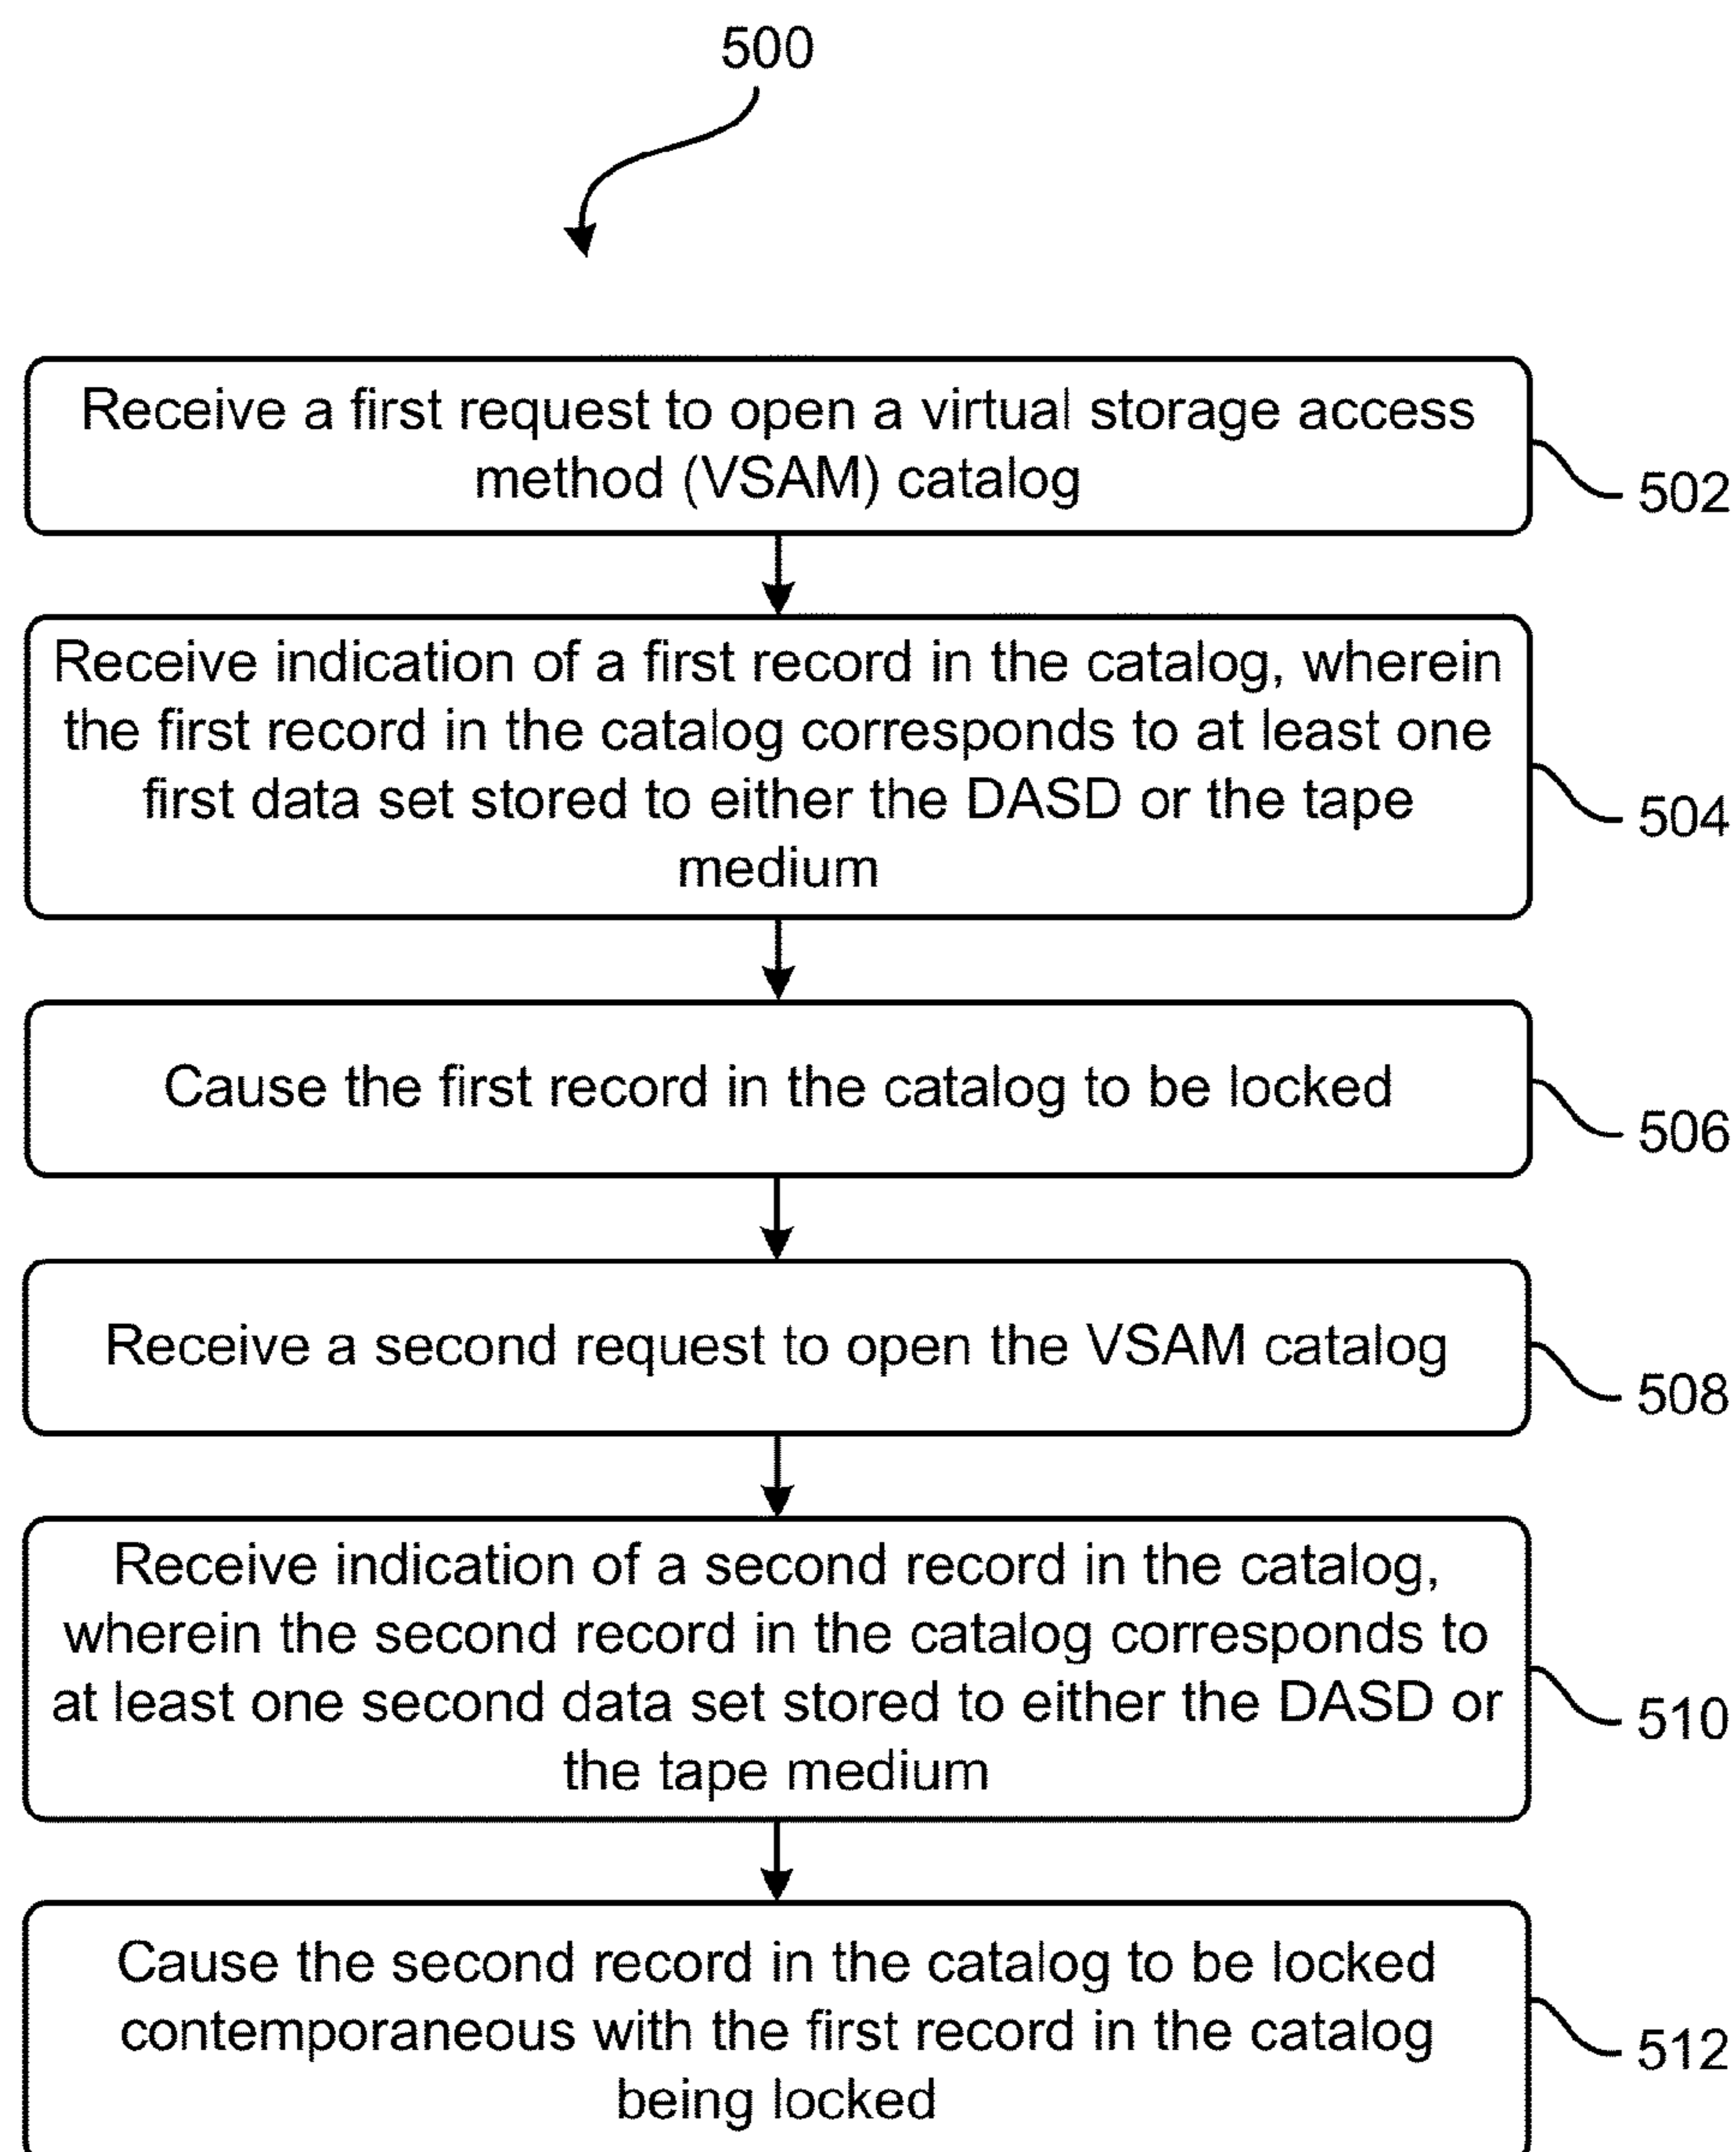 500
Receive a first request to open a virtual storage access
method (VSAM) catalog
502
Receive indication of a first record in the catalog, wherein
the first record in the catalog corresponds to at least one
first data set stored to either the DASD or the tape
medium
504
Cause the first record in the catalog to be locked
506
Receive a second request to open the VSAM catalog
508
Receive indication of a second record in the catalog,
wherein the second record in the catalog corresponds to
at least one second data set stored to either the DASD or
the tape medium
510
Cause the second record in the catalog to be locked
contemporaneous with the first record in the catalog
being locked
512